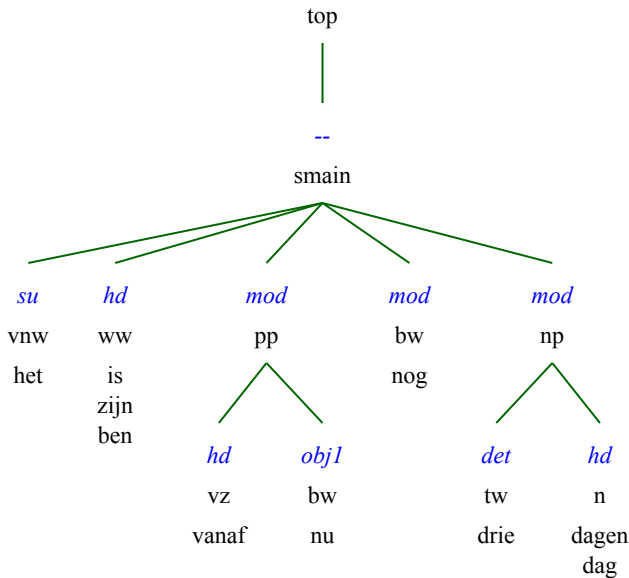 top
--
smain
su hd mod mod mod
vnw ww pp bw np
het is nog
zijn
ben
hd obj1 det hd
vz bw tw n
vanaf nu drie dagen
dag